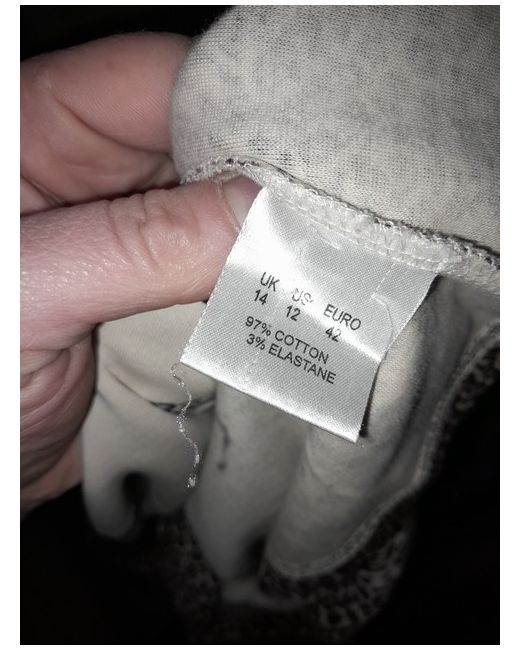 UK US EURO
14 12 42
97% COTTON
3% ELASTANE